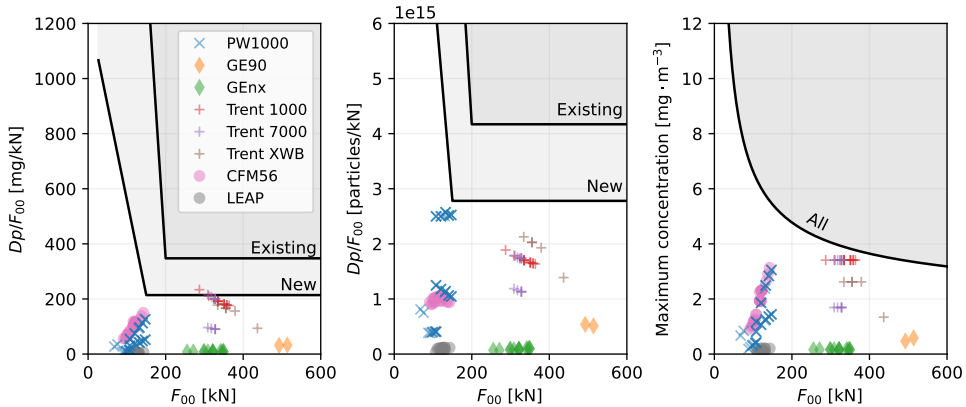 1200
1000
800
600
400
200
0
0 200 400 600
Dp/F₀₀ [mg/kN]
F₀₀ [kN]
PW1000
GE90
GEnx
Trent 1000
Trent 7000
Trent XWB
CFM56
LEAP
Existing
New
1e15
6
5
4
3
2
1
0
0 200 400 600
Dp/F₀₀ [particles/kN]
F₀₀ [kN]
Existing
New
12
10
8
6
4
2
0
0 200 400 600
Maximum concentration [mg · m⁻³]
F₀₀ [kN]
All